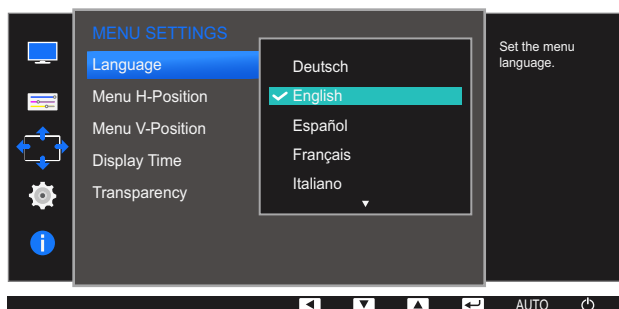 MENU SETTINGS
Language
Menu H-Position
Menu V-Position
Display Time
Transparency
Deutsch
English
Español
Français
Italiano
Set the menu
language.
AUTO